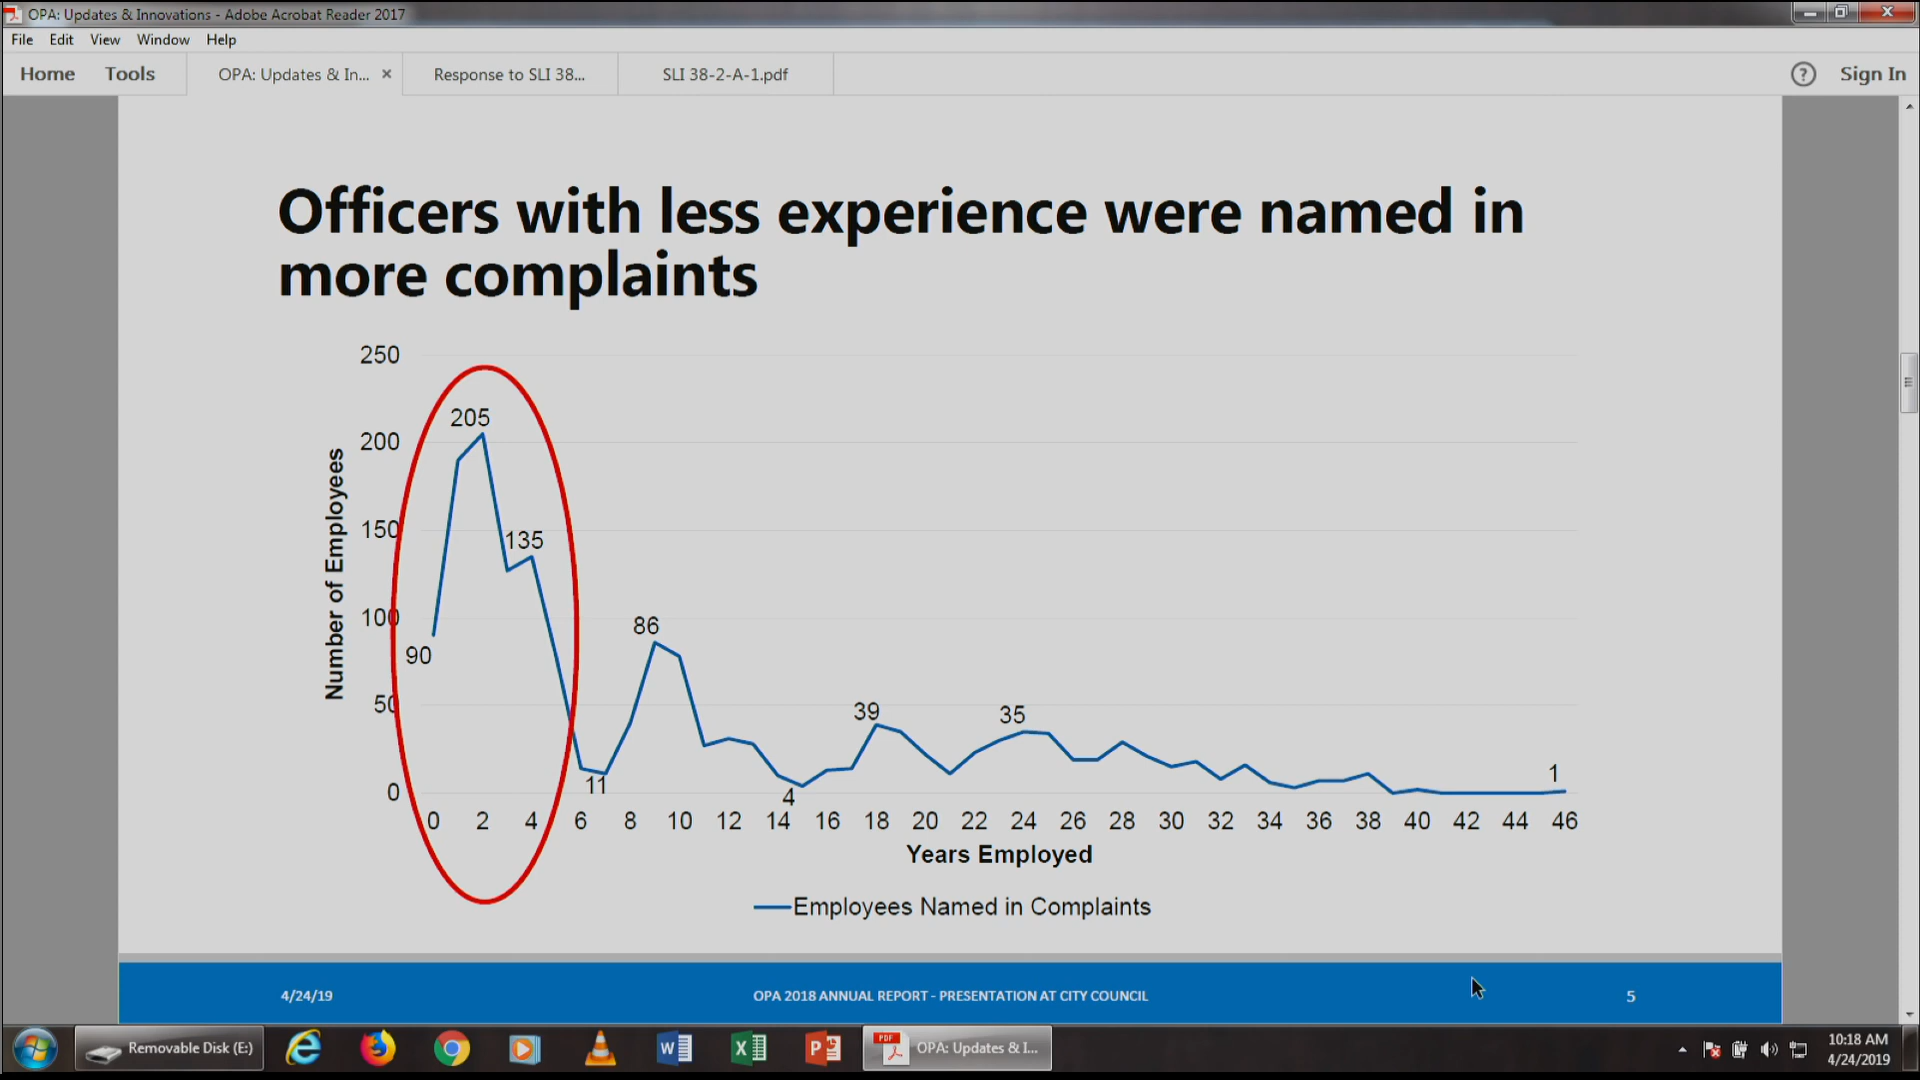 OPA: Updates & Innovations - Adobe Acrobat Reader 2017
File Edit View Window Help
Home Tools OPA: Updates & In... × Response to SLI 38... SLI 38-2-A-1.pdf ? Sign In
Officers with less experience were named in
more complaints
250
200
150
100
50
0
Number of Employees
205
135
90
11
86
4
39
35
1
0 2 4 6 8 10 12 14 16 18 20 22 24 26 28 30 32 34 36 38 40 42 44 46
Years Employed
Employees Named in Complaints
4/24/19 OPA 2018 ANNUAL REPORT - PRESENTATION AT CITY COUNCIL 5
Removable Disk (E:) OPA: Updates & I... 10:18 AM
4/24/2019